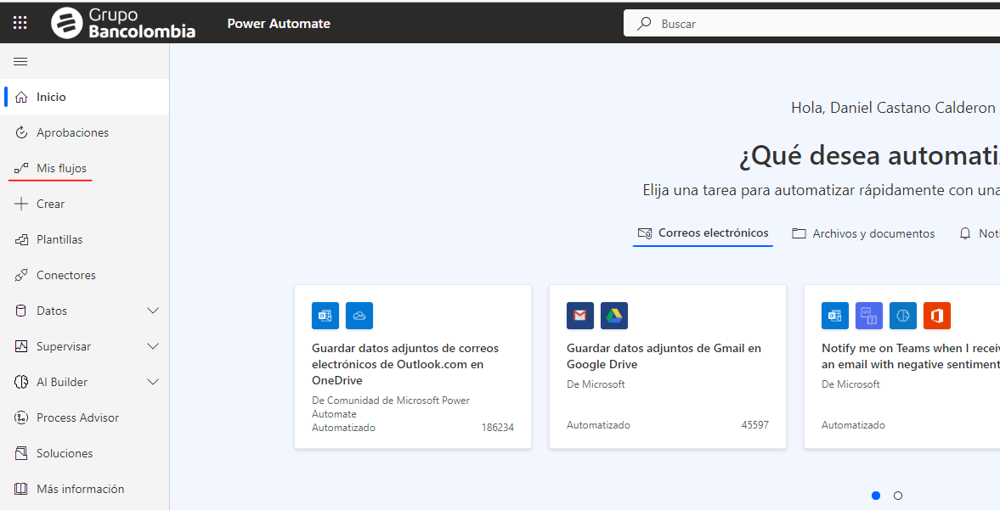 Grupo
Bancolombia
Power Automate
Buscar
Inicio
Aprobaciones
Mis flujos
Crear
Plantillas
Conectores
Datos
Supervisar
AI Builder
Process Advisor
Soluciones
Más información
Hola, Daniel Castano Calderon
¿Qué desea automati
Elija una tarea para automatizar rápidamente con una
Correos electrónicos
Archivos y documentos
Noti
Guardar datos adjuntos de correos
electrónicos de Outlook.com en
OneDrive
De Comunidad de Microsoft Power
Automate
Automatizado 186234
Guardar datos adjuntos de Gmail en
Google Drive
De Microsoft
Automatizado 45597
Notify me on Teams when I recei
an email with negative sentiment
De Microsoft
Automatizado